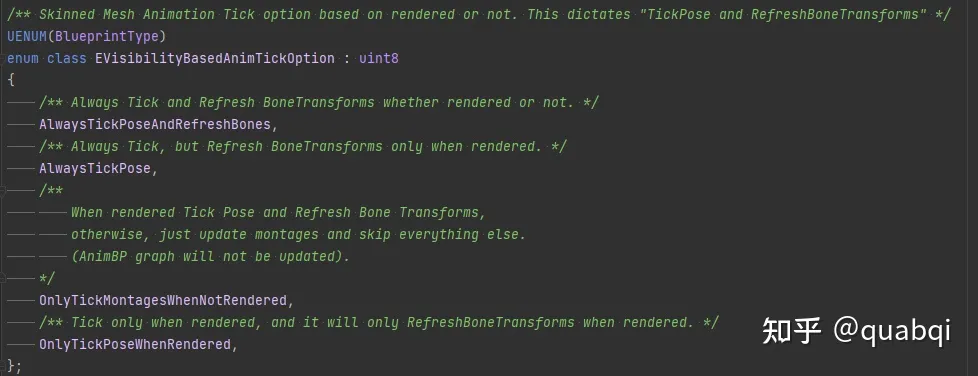 /** Skinned Mesh Animation Tick option based on rendered or not. This dictates "TickPose and RefreshBoneTransforms" */
UENUM(BlueprintType)
enum class EVisibilityBasedAnimTickOption : uint8
{
/** Always Tick and Refresh BoneTransforms whether rendered or not. */
AlwaysTickPoseAndRefreshBones,
/** Always Tick, but Refresh BoneTransforms only when rendered. */
AlwaysTickPose,
/**
When rendered Tick Pose and Refresh Bone Transforms,
otherwise, just update montages and skip everything else.
(AnimBP graph will not be updated).
*/
OnlyTickMontagesWhenNotRendered,
/** Tick only when rendered, and it will only RefreshBoneTransforms when rendered. */
OnlyTickPoseWhenRendered,
};
知乎 @quabqi